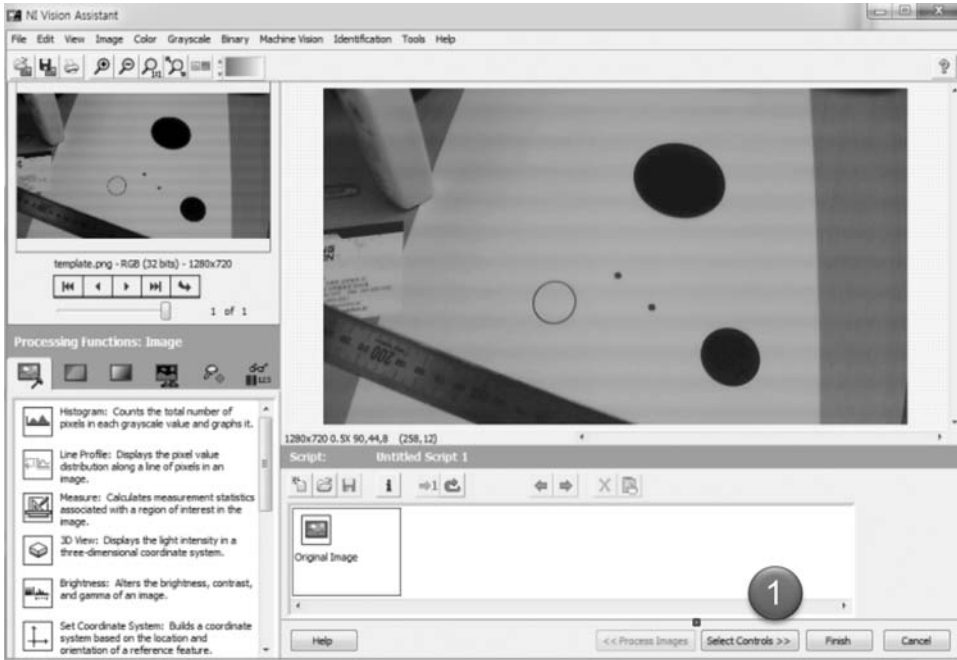 NI Vision Assistant
File Edit View Image Color Grayscale Binary Machine Vision Identification Tools Help
template.png - RGB (32 bits) - 1280x720
1 of 1
Processing Functions: Image
Histogram: Counts the total number of
pixels in each grayscale value and graphs it.
Line Profile: Displays the pixel value
distribution along a line of pixels in an
image.
Measure: Calculates measurement statistics
associated with a region of interest in the
image.
3D View: Displays the light intensity in a
three-dimensional coordinate system.
Brightness: Alters the brightness, contrast,
and gamma of an image.
Set Coordinate System: Builds a coordinate
system based on the location and
orientation of a reference feature.
200
1280x720 0.5X 90,44,8 (258,12)
Script: Untitled Script 1
Original Image
1
Help
<< Process Images
Select Controls >>
Finish
Cancel